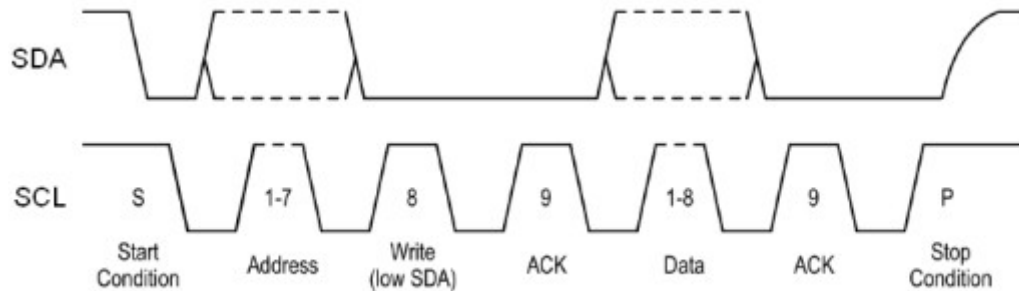 SDA
SCL
S
1-7
8
9
1-8
9
P
Start
Condition
Address
Write
(low SDA)
ACK
Data
ACK
Stop
Condition